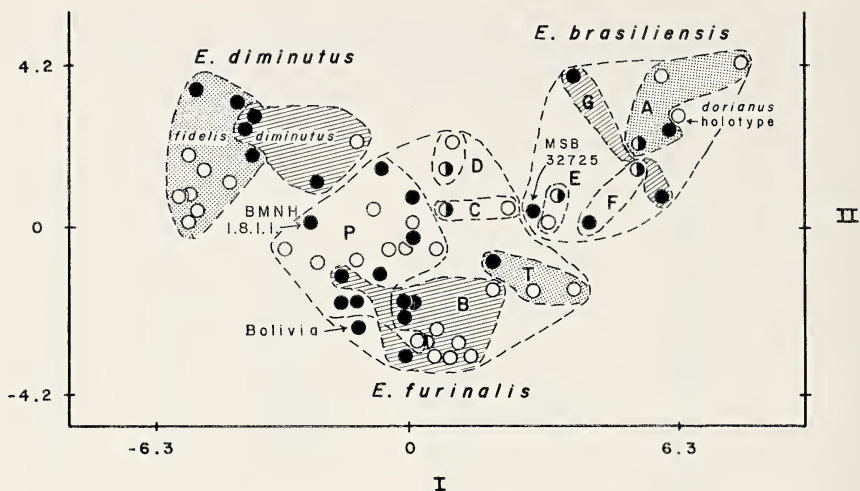 E. diminutus
E. brasiliensis
4.2
G
A
dorianus
holotype
fidelis
diminutus
MSB
32725
D
E
F
BMNH
1.8.1.1.
C
0
II
P
T
B
Bolivia
E. furinalis
-4.2
-6.3
0
6.3
I